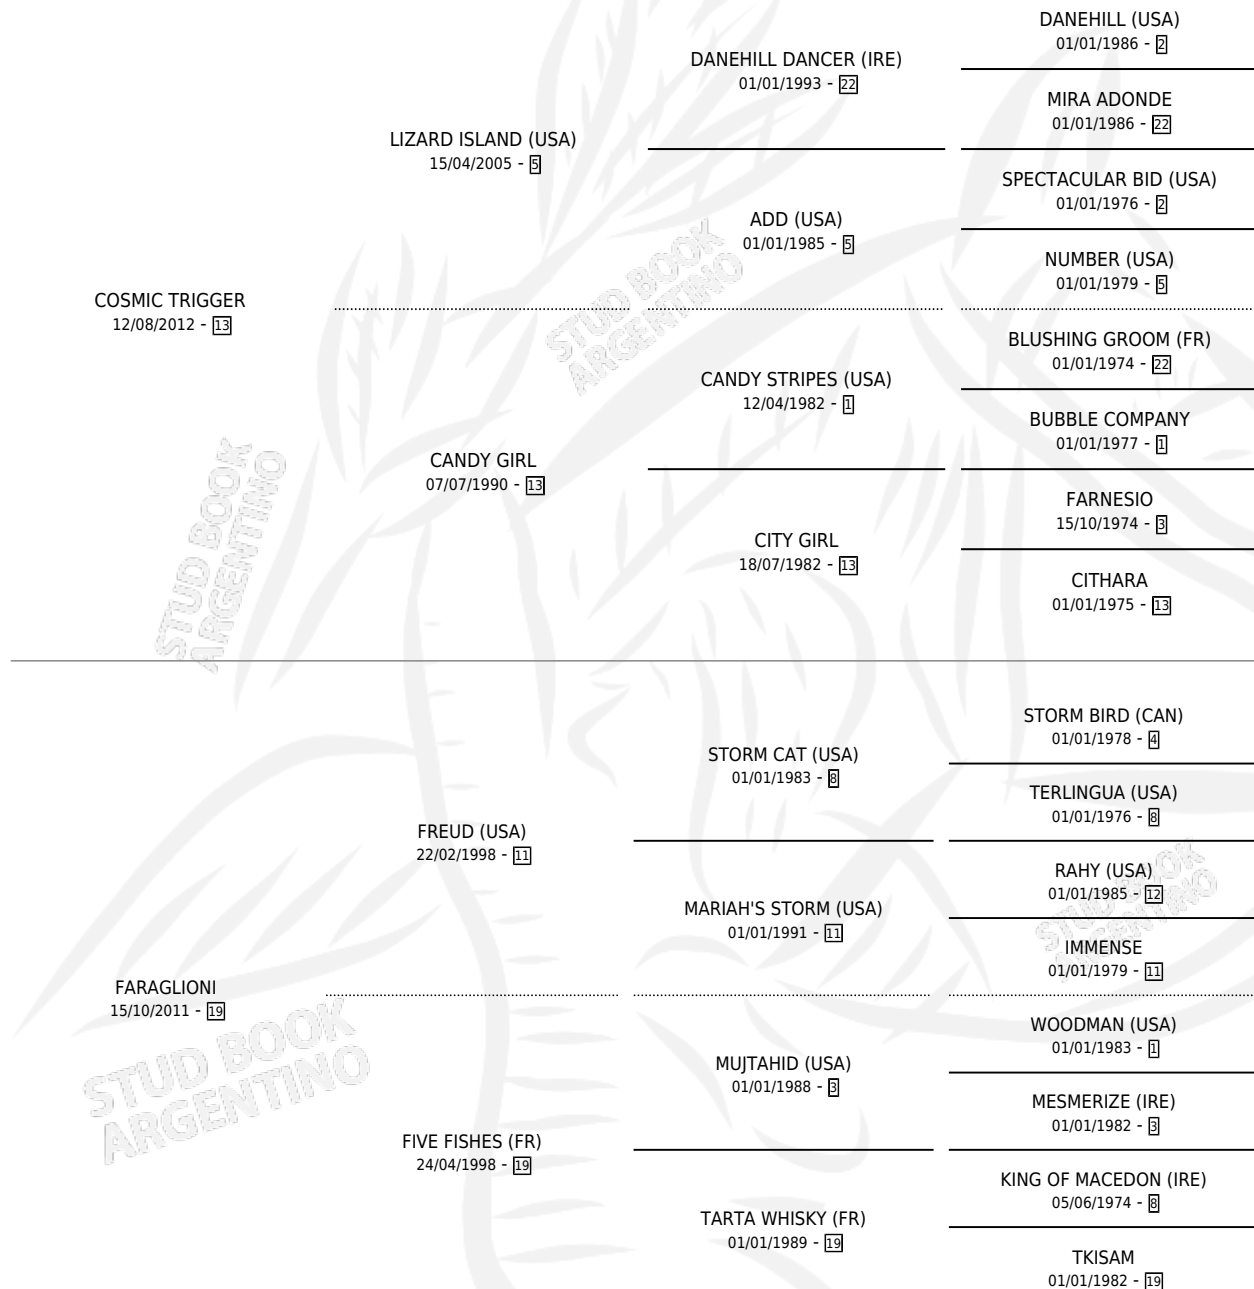 DANEHILL (USA)
01/01/1986 - 2
DANEHILL DANCER (IRE)
01/01/1993 - 22
MIRA ADONDE
01/01/1986 - 22
LIZARD ISLAND (USA)
15/04/2005 - 5
SPECTACULAR BID (USA)
01/01/1976 - 2
ADD (USA)
01/01/1985 - 5
NUMBER (USA)
01/01/1979 - 5
COSMIC TRIGGER
12/08/2012 - 13
BLUSHING GROOM (FR)
01/01/1974 - 22
CANDY STRIPES (USA)
12/04/1982 - 1
BUBBLE COMPANY
01/01/1977 - 1
CANDY GIRL
07/07/1990 - 13
FARNESIO
15/10/1974 - 3
CITY GIRL
18/07/1982 - 13
CITHARA
01/01/1975 - 13
STORM BIRD (CAN)
01/01/1978 - 4
STORM CAT (USA)
01/01/1983 - 8
TERLINGUA (USA)
01/01/1976 - 8
FREUD (USA)
22/02/1998 - 11
RAHY (USA)
01/01/1985 - 12
MARIAH'S STORM (USA)
01/01/1991 - 11
IMMENSE
01/01/1979 - 11
FARAGLIONI
15/10/2011 - 19
WOODMAN (USA)
01/01/1983 - 1
MUJTAHID (USA)
01/01/1988 - 3
MESMERIZE (IRE)
01/01/1982 - 3
FIVE FISHES (FR)
24/04/1998 - 19
KING OF MACEDON (IRE)
05/06/1974 - 8
TARTA WHISKY (FR)
01/01/1989 - 19
TKISAM
01/01/1982 - 19
STUD BOOK
ARGENTINO
STUD BOOK
ARGENTINO
STUD BOOK
ARGENTINO
STUD BOOK
ARGENTINO